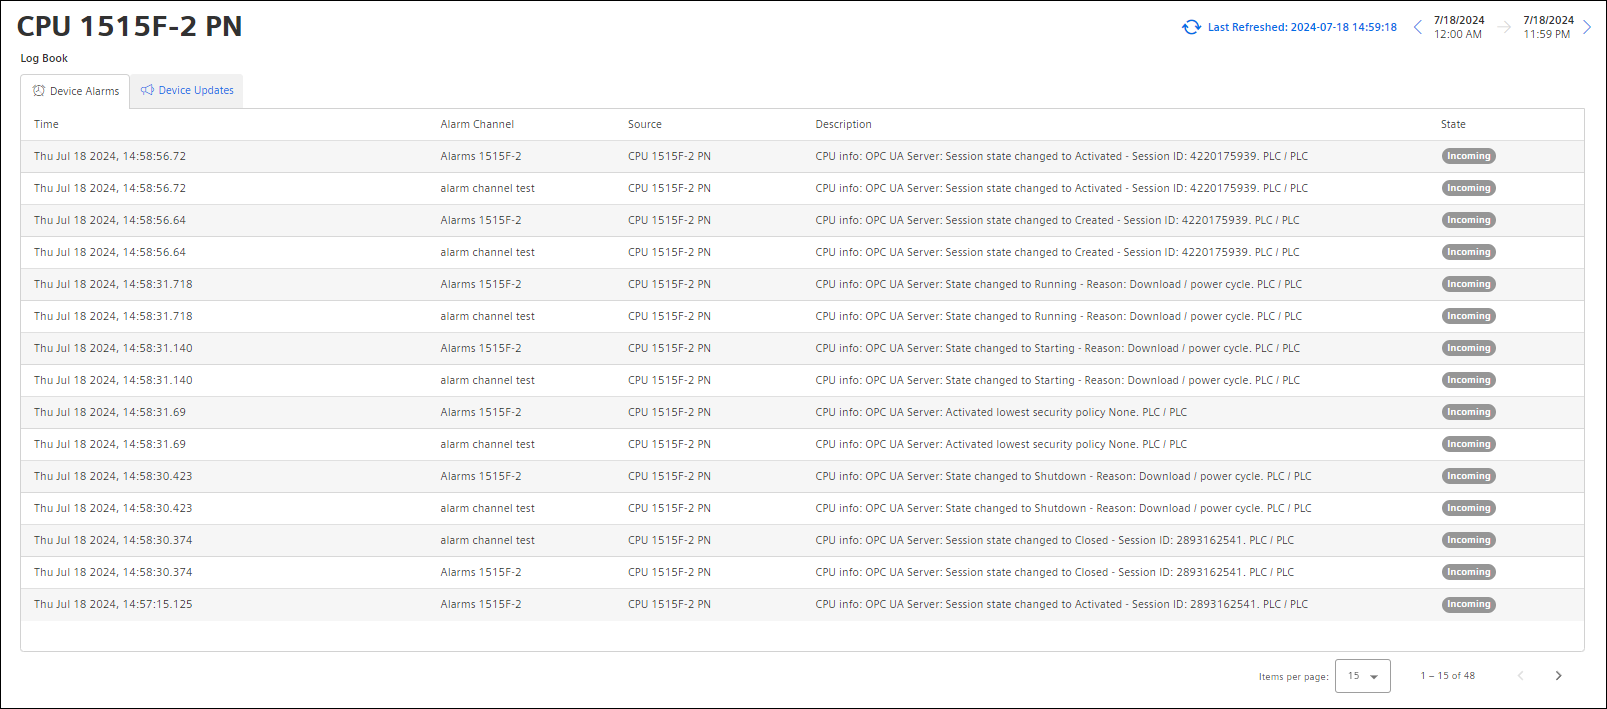 CPU 1515F-2 PN
Last Refreshed: 2024-07-18 14:59:18
7/18/2024 7/18/2024
12:00 AM 11:59 PM
Log Book
Device Alarms Device Updates
Time Alarm Channel Source Description State
Thu Jul 18 2024, 14:58:56.72 Alarms 1515F-2 CPU 1515F-2 PN CPU info: OPC UA Server: Session state changed to Activated - Session ID: 4220175939. PLC / PLC Incoming
Thu Jul 18 2024, 14:58:56.72 alarm channel test CPU 1515F-2 PN CPU info: OPC UA Server: Session state changed to Activated - Session ID: 4220175939. PLC / PLC Incoming
Thu Jul 18 2024, 14:58:56.64 Alarms 1515F-2 CPU 1515F-2 PN CPU info: OPC UA Server: Session state changed to Created - Session ID: 4220175939. PLC / PLC Incoming
Thu Jul 18 2024, 14:58:56.64 alarm channel test CPU 1515F-2 PN CPU info: OPC UA Server: Session state changed to Created - Session ID: 4220175939. PLC / PLC Incoming
Thu Jul 18 2024, 14:58:31.718 Alarms 1515F-2 CPU 1515F-2 PN CPU info: OPC UA Server: State changed to Running - Reason: Download / power cycle. PLC / PLC Incoming
Thu Jul 18 2024, 14:58:31.718 alarm channel test CPU 1515F-2 PN CPU info: OPC UA Server: State changed to Running - Reason: Download / power cycle. PLC / PLC Incoming
Thu Jul 18 2024, 14:58:31.140 Alarms 1515F-2 CPU 1515F-2 PN CPU info: OPC UA Server: State changed to Starting - Reason: Download / power cycle. PLC / PLC Incoming
Thu Jul 18 2024, 14:58:31.140 alarm channel test CPU 1515F-2 PN CPU info: OPC UA Server: State changed to Starting - Reason: Download / power cycle. PLC / PLC Incoming
Thu Jul 18 2024, 14:58:31.69 Alarms 1515F-2 CPU 1515F-2 PN CPU info: OPC UA Server: Activated lowest security policy None. PLC / PLC Incoming
Thu Jul 18 2024, 14:58:31.69 alarm channel test CPU 1515F-2 PN CPU info: OPC UA Server: Activated lowest security policy None. PLC / PLC Incoming
Thu Jul 18 2024, 14:58:30.423 Alarms 1515F-2 CPU 1515F-2 PN CPU info: OPC UA Server: State changed to Shutdown - Reason: Download / power cycle. PLC / PLC Incoming
Thu Jul 18 2024, 14:58:30.423 alarm channel test CPU 1515F-2 PN CPU info: OPC UA Server: State changed to Shutdown - Reason: Download / power cycle. PLC / PLC Incoming
Thu Jul 18 2024, 14:58:30.374 alarm channel test CPU 1515F-2 PN CPU info: OPC UA Server: Session state changed to Closed - Session ID: 2893162541. PLC / PLC Incoming
Thu Jul 18 2024, 14:58:30.374 Alarms 1515F-2 CPU 1515F-2 PN CPU info: OPC UA Server: Session state changed to Closed - Session ID: 2893162541. PLC / PLC Incoming
Thu Jul 18 2024, 14:57:15.125 Alarms 1515F-2 CPU 1515F-2 PN CPU info: OPC UA Server: Session state changed to Activated - Session ID: 2893162541. PLC / PLC Incoming
Items per page: 15 1 – 15 of 48